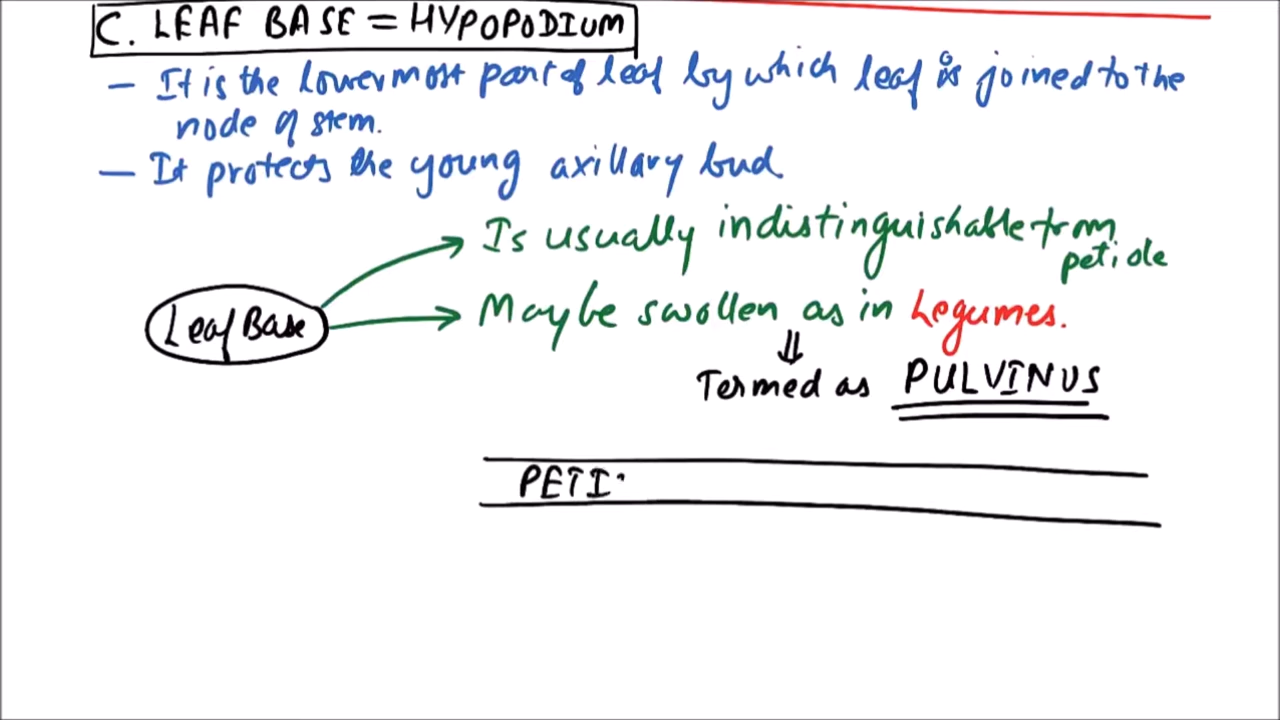 C. LEAF BASE = HYPOPODIUM
– It is the lowermost part of leaf by which leaf is joined to the
node of stem.
– It protects the young axillary bud
Is usually indistinguishable from
petiole
Leaf Base
Maybe swollen as in Legumes.
Termed as PULVINUS
PETI